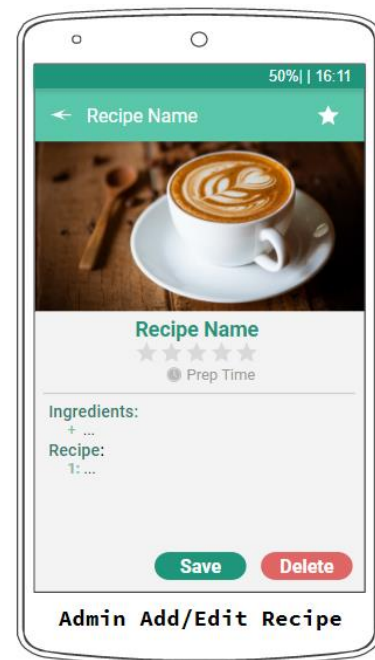 50%| | 16:11
Recipe Name
Recipe Name
Prep Time
Ingredients:
+ ...
Recipe:
1: ...
Save Delete
Admin Add/Edit Recipe